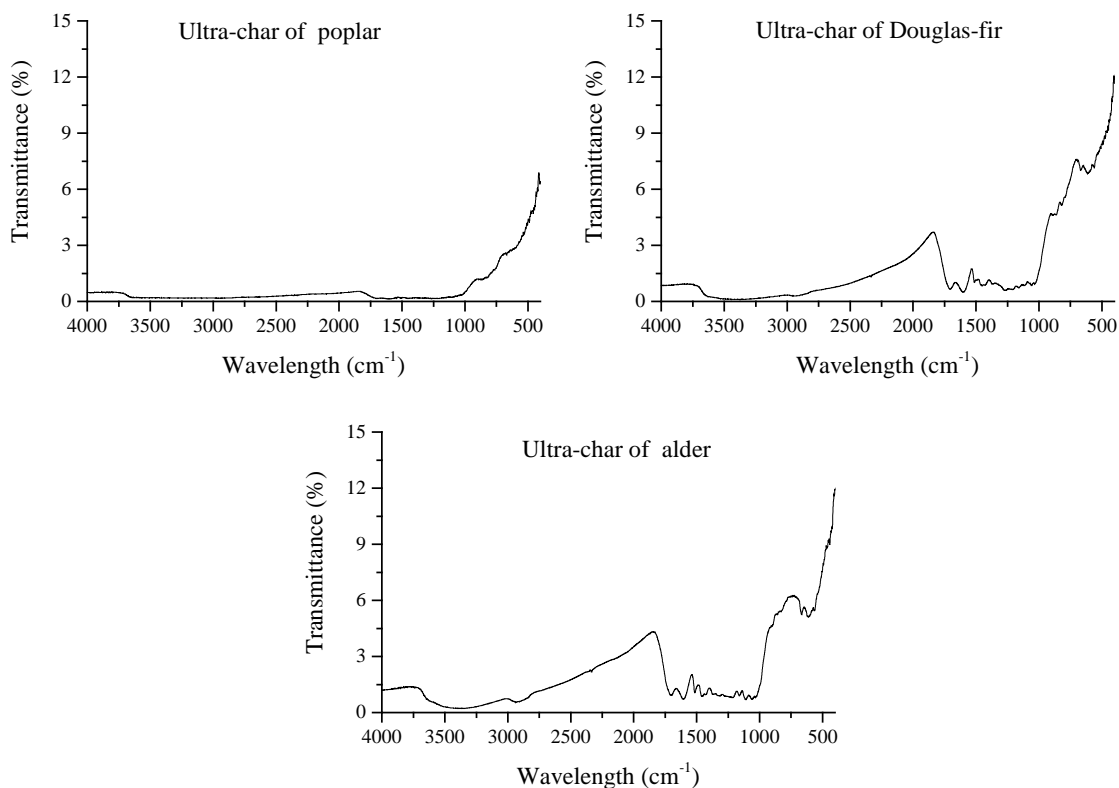 Ultra-char of poplar
Transmittance (%)
15
12
9
6
3
0
4000 3500 3000 2500 2000 1500 1000 500
Wavelength (cm⁻¹)
Ultra-char of Douglas-fir
Transmittance (%)
15
12
9
6
3
0
4000 3500 3000 2500 2000 1500 1000 500
Wavelength (cm⁻¹)
Ultra-char of alder
Transmittance (%)
15
12
9
6
3
0
4000 3500 3000 2500 2000 1500 1000 500
Wavelength (cm⁻¹)